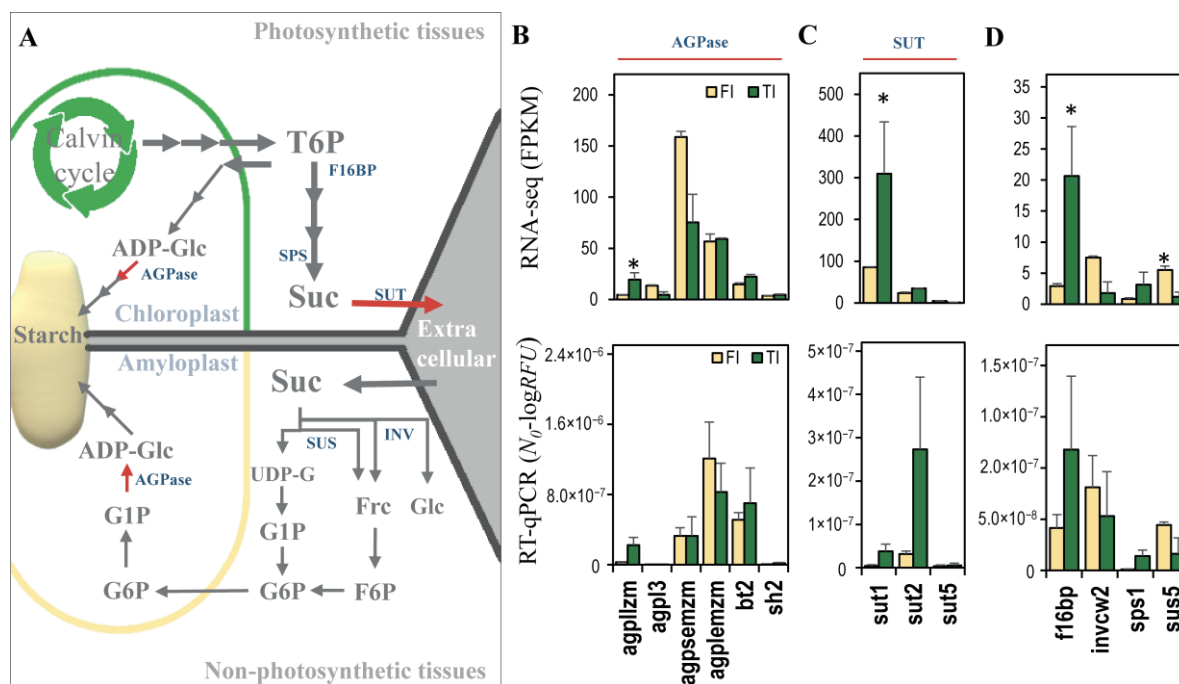 A
Photosynthetic tissues
Calvin
cycle
T6P
F16BP
ADP-Glc
AGPase
SPS
Suc
SUT
Chloroplast
Starch
Extra
cellular
Amyloplast
Suc
SUS
INV
ADP-Glc
UDP-G
AGPase
Frc
Glc
G1P
G1P
G6P
G6P
F6P
Non-photosynthetic tissues
B
AGPase
RNA-seq (FPKM)
FI TI
200
150
100
50
0
*
RT-qPCR (N₀-logRFU)
FI TI
2.4×10⁻⁶
1.6×10⁻⁶
8.0×10⁻⁷
0
agpllzm
agpl3
agpsemzm
agplemzm
bt2
sh2
C
SUT
500
400
300
200
100
0
*
5×10⁻⁷
4×10⁻⁷
3×10⁻⁷
2×10⁻⁷
1×10⁻⁷
0
sut1
sut2
sut5
D
35
30
25
20
15
10
5
0
*
*
1.5×10⁻⁷
1.0×10⁻⁷
2.0×10⁻⁷
5.0×10⁻⁸
0
f16bp
invcw2
sps1
sus5